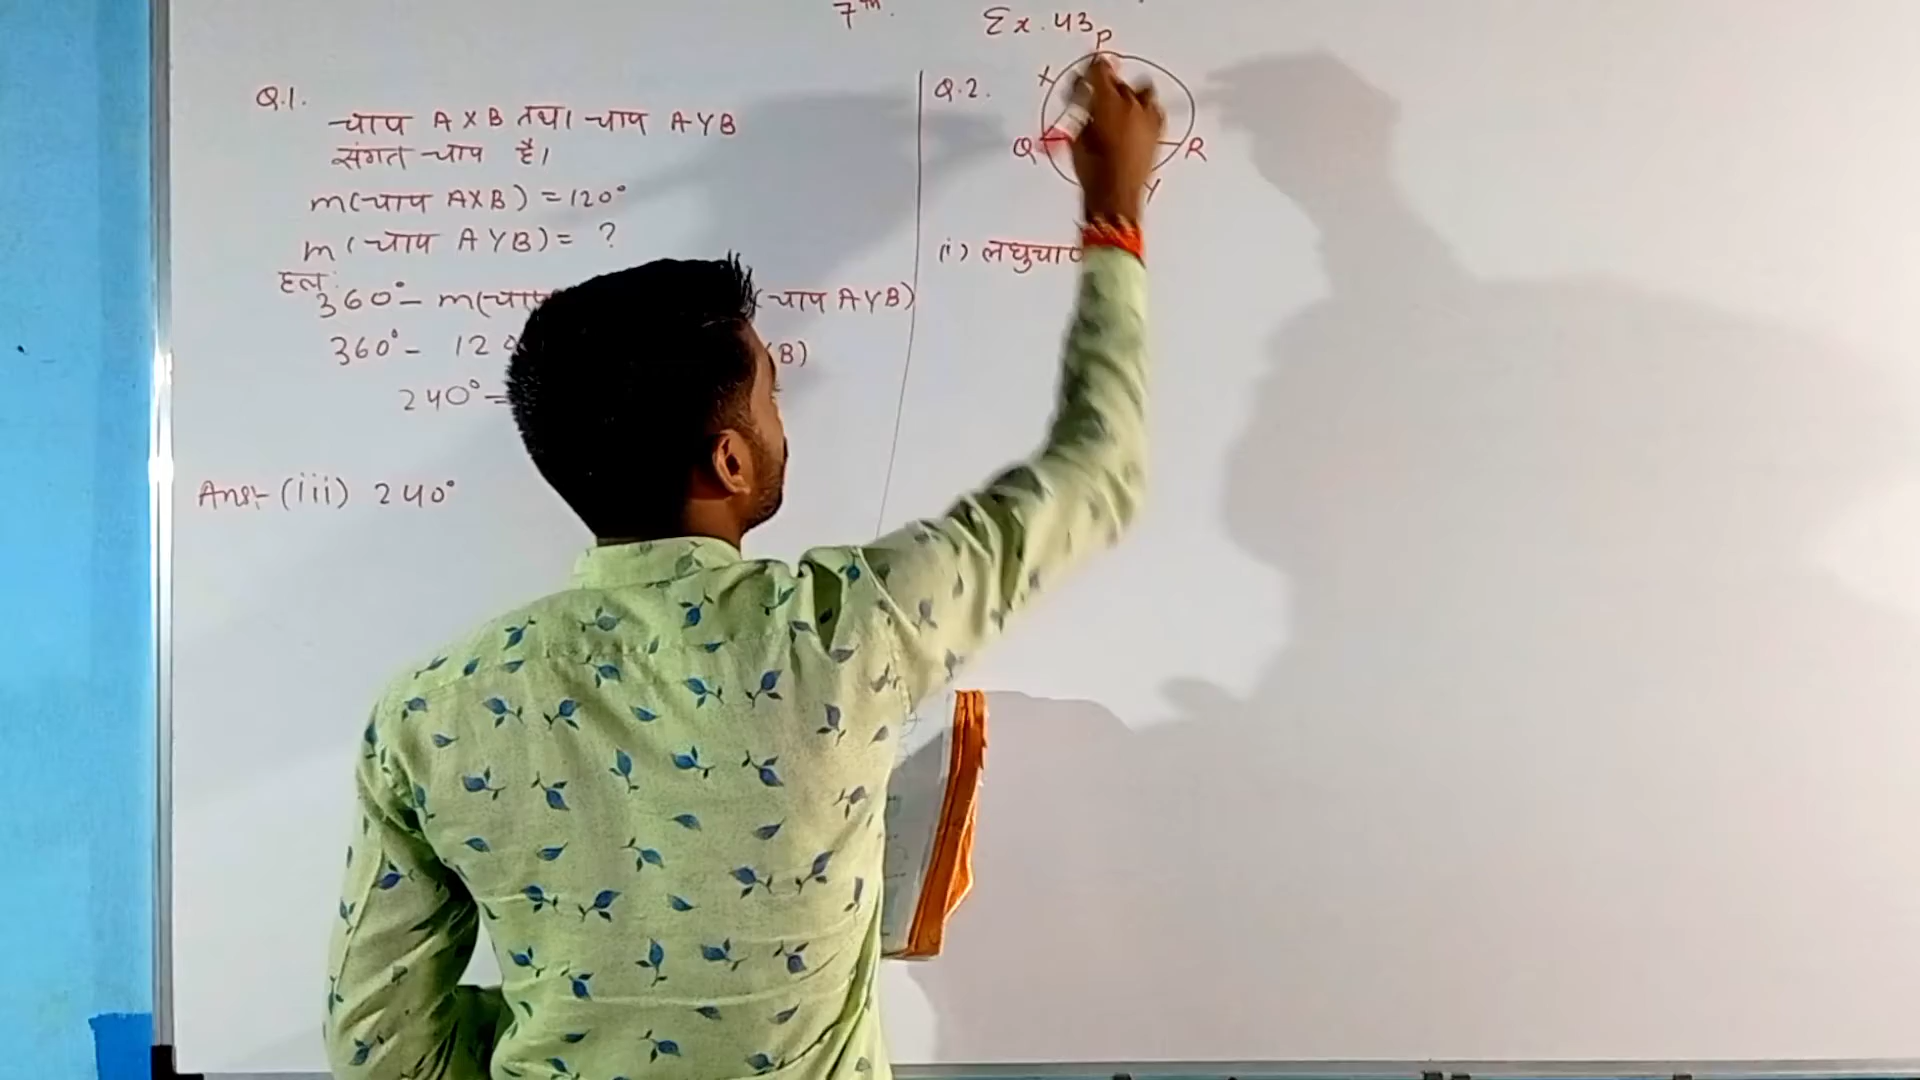 7th.
Ex. 43
Q.1.
चाप AXB तथा चाप AYB
संगत चाप है।
m(चाप AXB) = 120°
m(चाप AYB) = ?
हल:
360° - m(चाप (चाप AYB)
360° - 120 B)
240° =
Ans:- (iii) 240°
Q.2.
P
X
Q R
Y
(i) लघुचाप